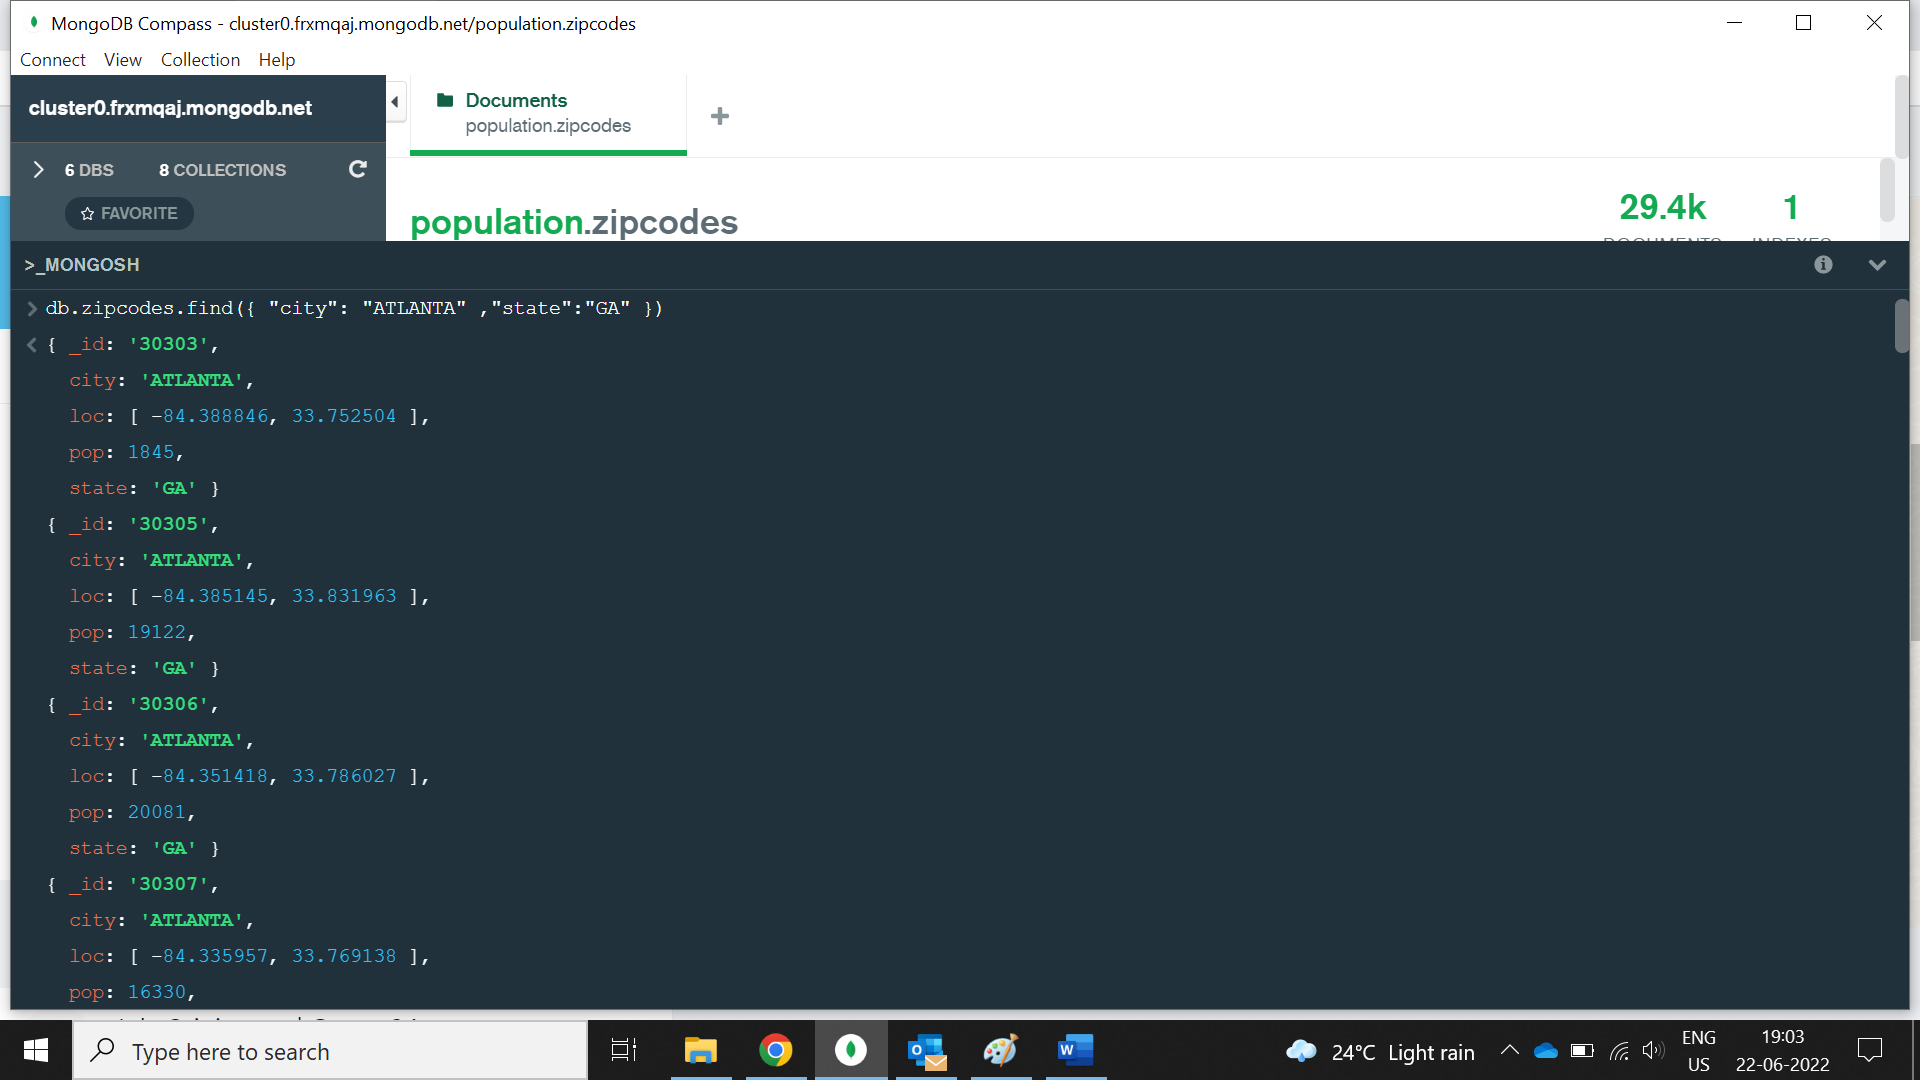 MongoDB Compass - cluster0.frxmqaj.mongodb.net/population.zipcodes
Connect View Collection Help
cluster0.frxmqaj.mongodb.net
Documents
population.zipcodes
6 DBS 8 COLLECTIONS
FAVORITE
population.zipcodes
29.4k 1
DOCUMENTS INDEXES
>_MONGOSH
db.zipcodes.find({ "city": "ATLANTA" ,"state":"GA" })
{ _id: '30303',
city: 'ATLANTA',
loc: [ -84.388846, 33.752504 ],
pop: 1845,
state: 'GA' }
{ _id: '30305',
city: 'ATLANTA',
loc: [ -84.385145, 33.831963 ],
pop: 19122,
state: 'GA' }
{ _id: '30306',
city: 'ATLANTA',
loc: [ -84.351418, 33.786027 ],
pop: 20081,
state: 'GA' }
{ _id: '30307',
city: 'ATLANTA',
loc: [ -84.335957, 33.769138 ],
pop: 16330,
Type here to search
24°C Light rain
ENG
US
19:03
22-06-2022